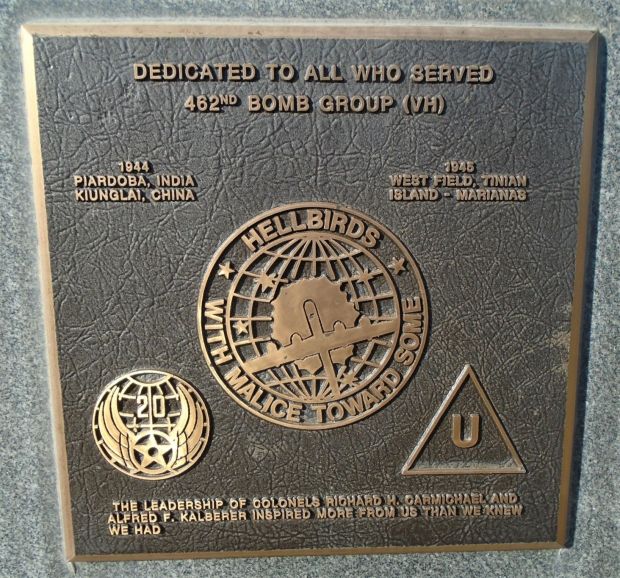 DEDICATED TO ALL WHO SERVED
462ND BOMB GROUP (VH)
1944
PIARDOBA, INDIA
KIUNGLAI, CHINA
1945
WEST FIELD, TINIAN
ISLAND - MARIANAS
HELLBIRDS
WITH MALICE TOWARD SOME
20
U
THE LEADERSHIP OF COLONELS RICHARD H. CARMICHAEL AND
ALFRED F. KALBERER INSPIRED MORE FROM US THAN WE KNEW
WE HAD